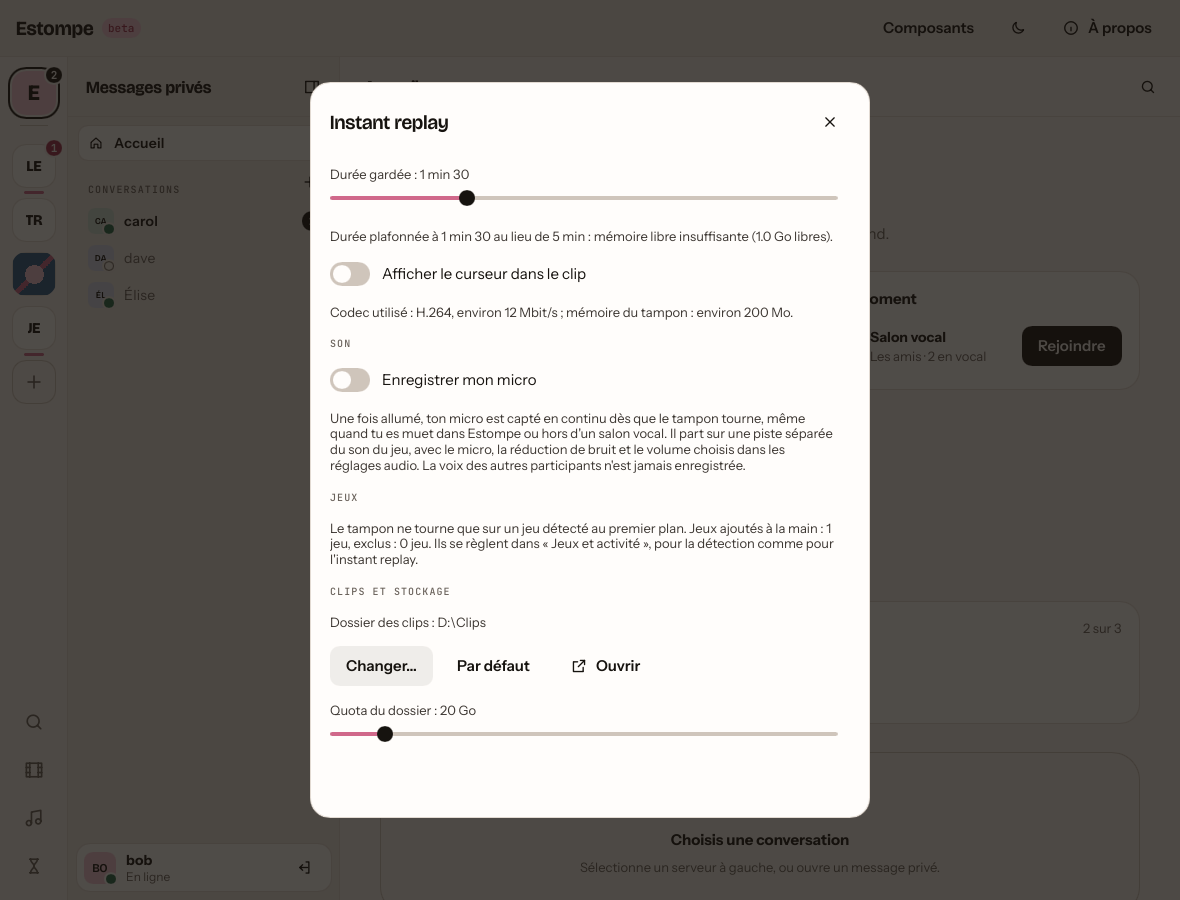 Estompe beta
Composants
À propos
E
2
Messages privés
LE
1
TR
JE
Accueil
CONVERSATIONS
CA
carol
DA
dave
ÉL
Élise
BO
bob
En ligne
Instant replay
Durée gardée : 1 min 30
Durée plafonnée à 1 min 30 au lieu de 5 min : mémoire libre insuffisante (1.0 Go libres).
Afficher le curseur dans le clip
Codec utilisé : H.264, environ 12 Mbit/s ; mémoire du tampon : environ 200 Mo.
SON
Enregistrer mon micro
Une fois allumé, ton micro est capté en continu dès que le tampon tourne, même
quand tu es muet dans Estompe ou hors d'un salon vocal. Il part sur une piste séparée
du son du jeu, avec le micro, la réduction de bruit et le volume choisis dans les
réglages audio. La voix des autres participants n'est jamais enregistrée.
JEUX
Le tampon ne tourne que sur un jeu détecté au premier plan. Jeux ajoutés à la main : 1
jeu, exclus : 0 jeu. Ils se règlent dans « Jeux et activité », pour la détection comme pour
l'instant replay.
CLIPS ET STOCKAGE
Dossier des clips : D:\Clips
Changer...
Par défaut
Ouvrir
Quota du dossier : 20 Go
nd.
oment
Salon vocal
Les amis · 2 en vocal
Rejoindre
2 sur 3
Choisis une conversation
Sélectionne un serveur à gauche, ou ouvre un message privé.